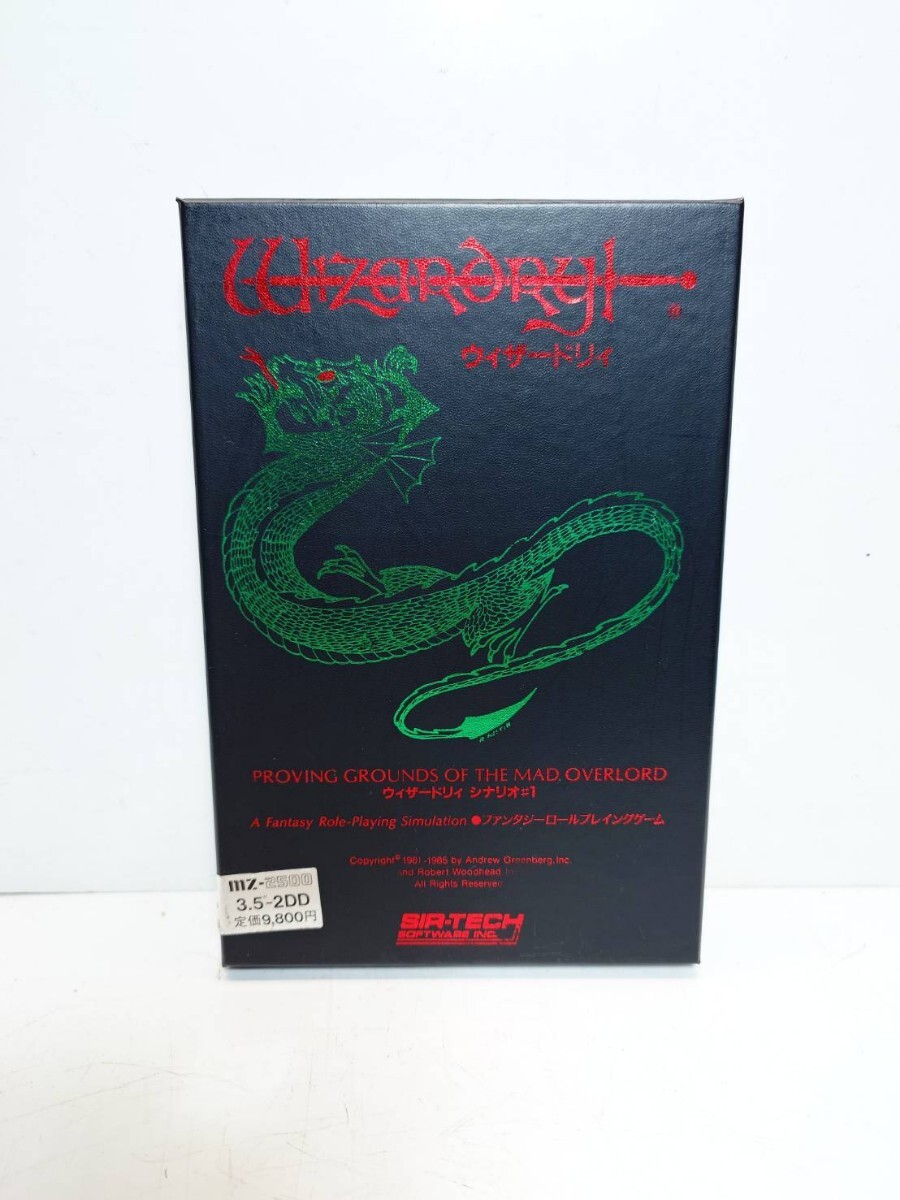 Wizardry
ウィザードリィ
PROVING GROUNDS OF THE MAD OVERLORD
ウィザードリィ シナリオ#1
A Fantasy Role-Playing Simulation ●ファンタジーロールプレイングゲーム
Copyright© 1981-1985 by Andrew Greenberg, Inc.
and Robert Woodhead
All Rights Reserved
SIR-TECH
SOFTWARE INC.
mz-2500
3.5"-2DD
定価9,800円